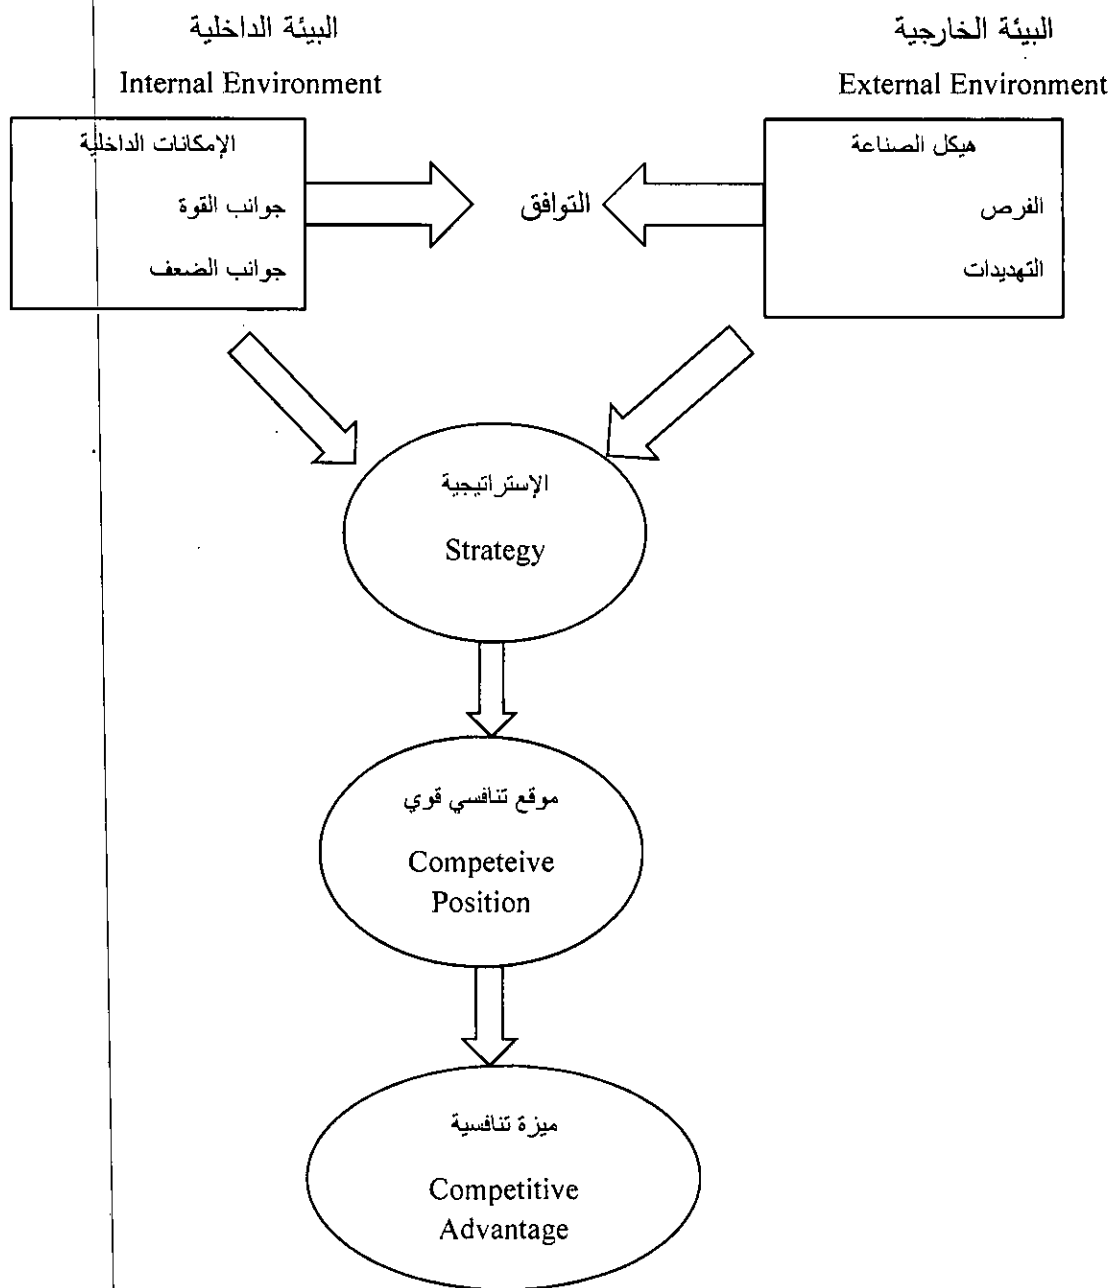 البيئة الخارجية
External Environment
هيكل الصناعة
الفرص
التهديدات
البيئة الداخلية
Internal Environment
الإمكانات الداخلية
جوانب القوة
جوانب الضعف
التوافق
الإستراتيجية
Strategy
موقع تنافسي قوي
Competeive
Position
ميزة تنافسية
Competitive
Advantage